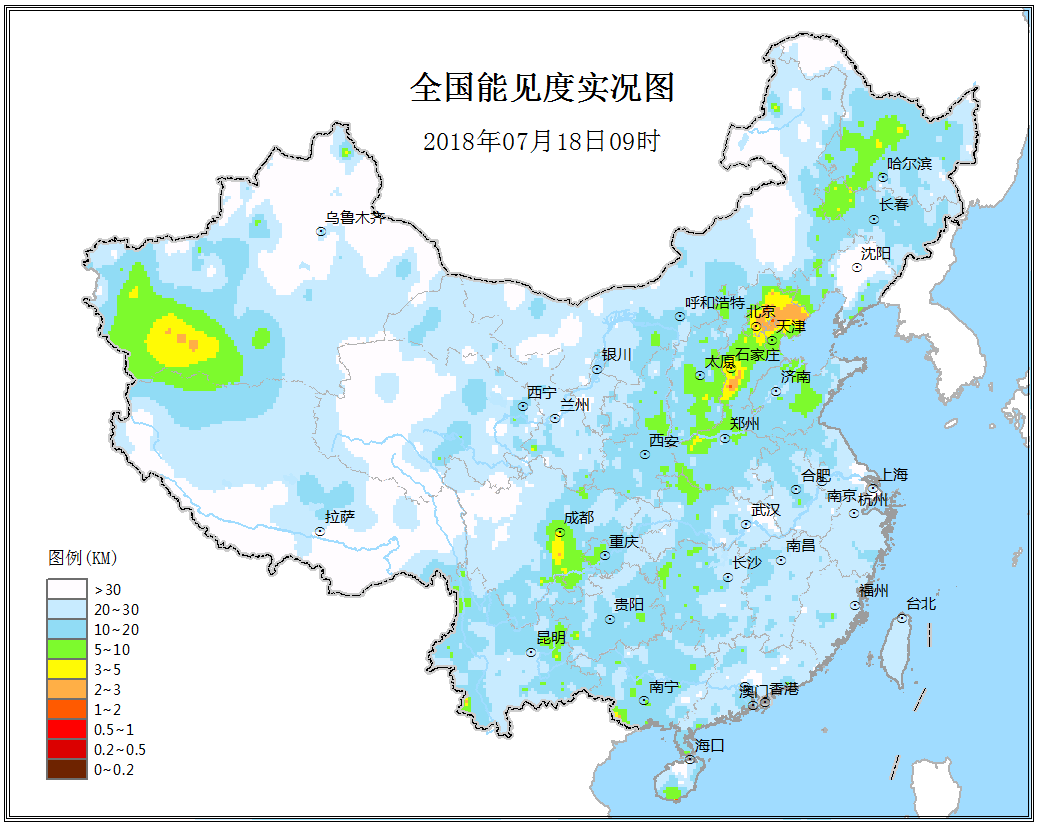 全国能见度实况图
2018年07月18日09时
哈尔滨
长春
乌鲁木齐
沈阳
呼和浩特
北京
天津
银川
石家庄
太原
济南
西宁
兰州
郑州
西安
合肥
上海
南京
杭州
拉萨
成都
武汉
重庆
南昌
长沙
贵阳
福州
台北
昆明
南宁
澳门
香港
海口
图例(KM)
>30
20~30
10~20
5~10
3~5
2~3
1~2
0.5~1
0.2~0.5
0~0.2